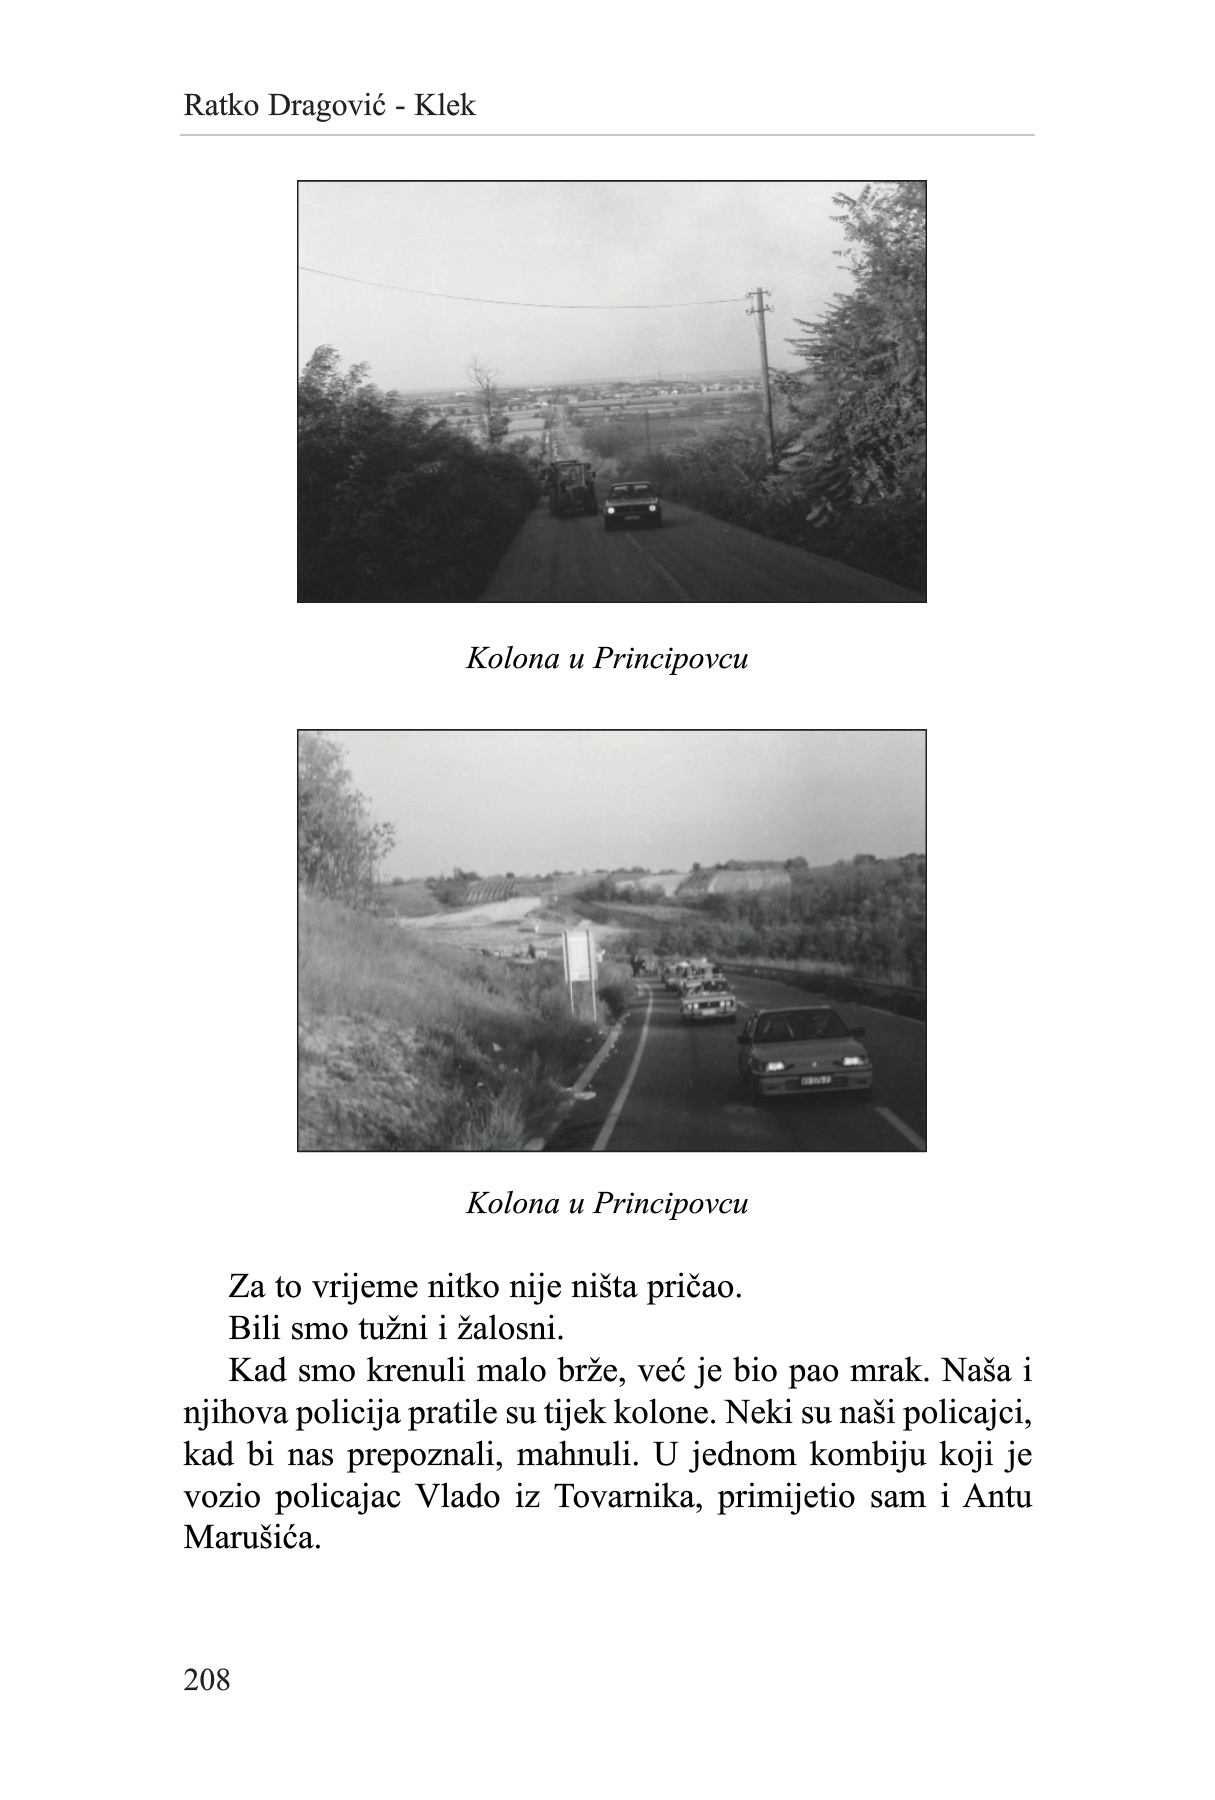 Ratko Dragović - Klek
Kolona u Principovcu
Kolona u Principovcu
Za to vrijeme nitko nije ništa pričao.
Bili smo tužni i žalosni.
Kad smo krenuli malo brže, već je bio pao mrak. Naša i
njihova policija pratile su tijek kolone. Neki su naši policajci,
kad bi nas prepoznali, mahnuli. U jednom kombiju koji je
vozio policajac Vlado iz Tovarnika, primijetio sam i Antu
Marušića.
208